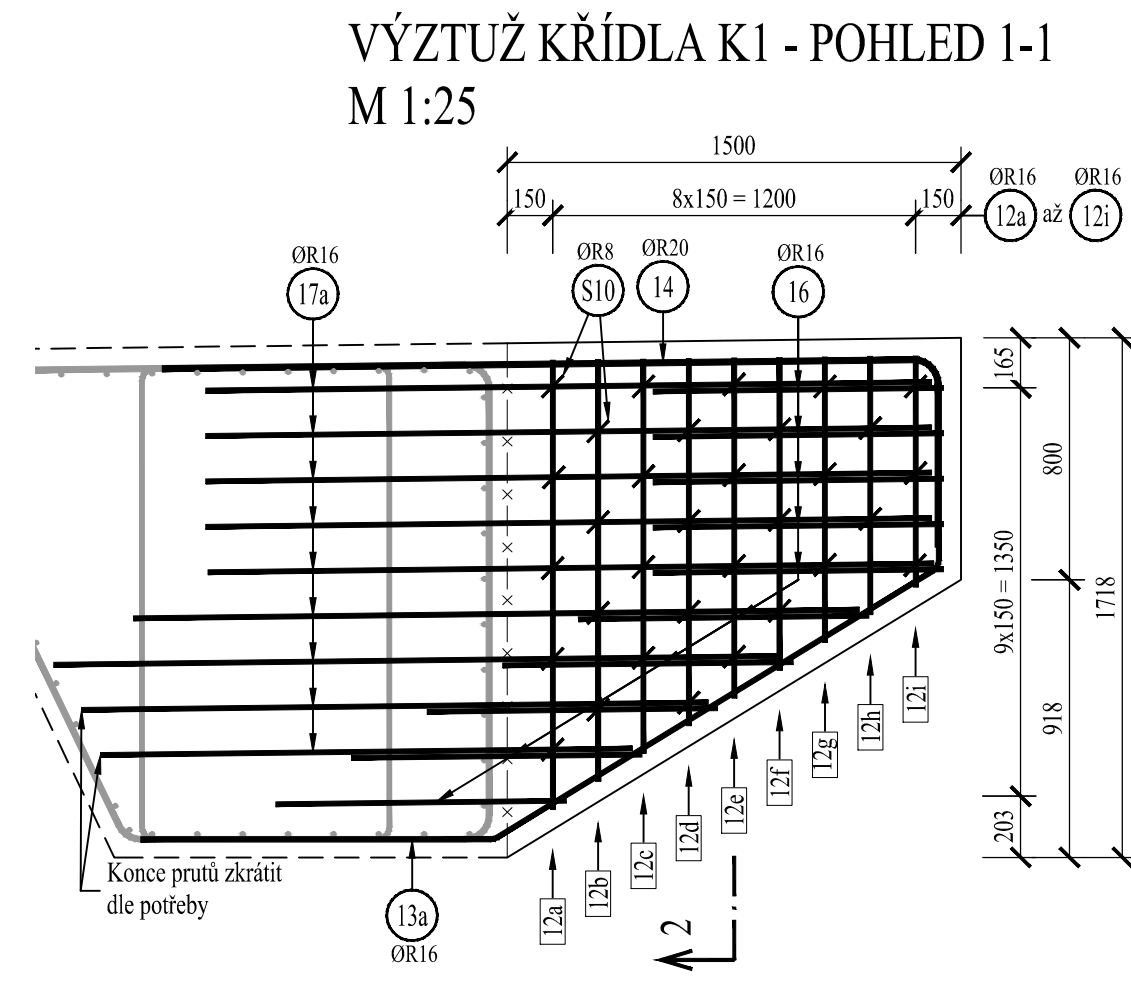 VÝZTUŽ KŘÍDLA K1 - POHLED 1-1
M 1:25
1500
150
8x150 = 1200
150
ØR16
12a
až
ØR16
12i
ØR16
17a
ØR8
S10
ØR20
14
ØR16
16
165
800
9x150 = 1350
1718
918
203
12i
12h
12g
12f
12e
12d
12c
12b
12a
Konce prutů zkrátit
dle potřeby
13a
ØR16
2